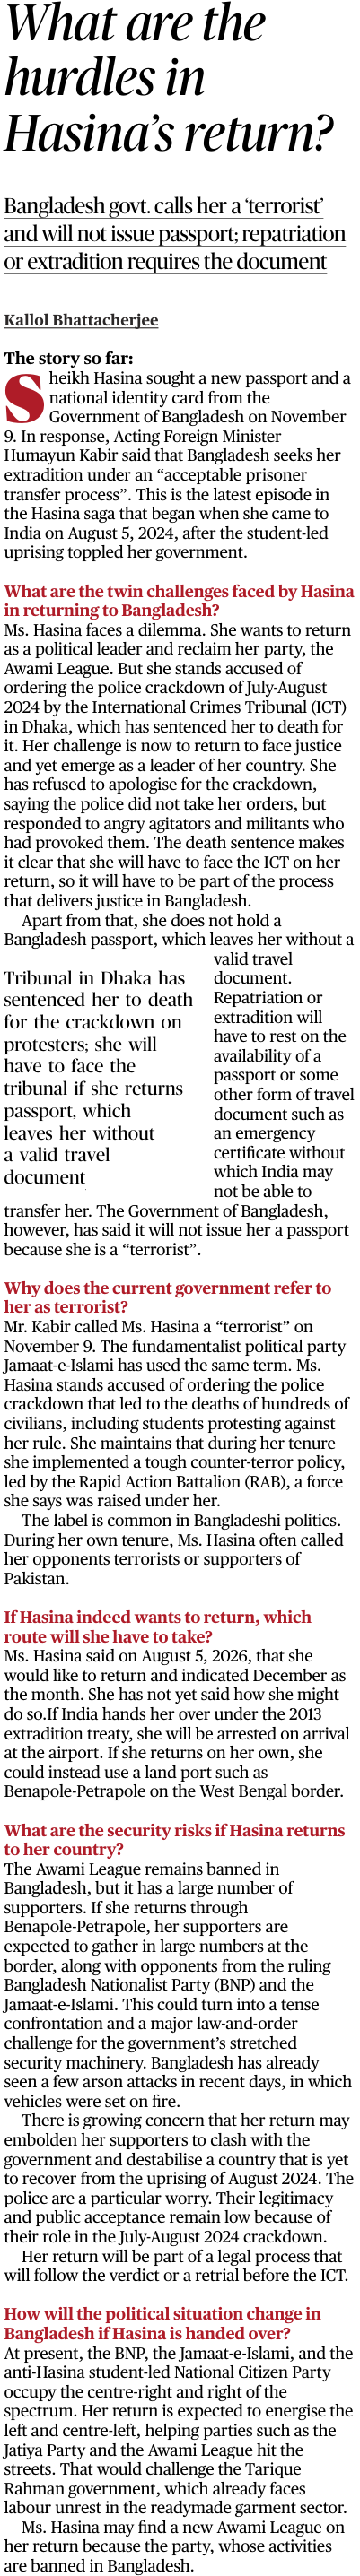 What are the
hurdles in
Hasina’s return?
Bangladesh govt. calls her a ‘terrorist’
and will not issue passport; repatriation
or extradition requires the document
Kallol Bhattacherjee
The story so far:
Sheikh Hasina sought a new passport and a
national identity card from the
Government of Bangladesh on November
9. In response, Acting Foreign Minister
Humayun Kabir said that Bangladesh seeks her
extradition under an “acceptable prisoner
transfer process”. This is the latest episode in
the Hasina saga that began when she came to
India on August 5, 2024, after the student-led
uprising toppled her government.
What are the twin challenges faced by Hasina
in returning to Bangladesh?
Ms. Hasina faces a dilemma. She wants to return
as a political leader and reclaim her party, the
Awami League. But she stands accused of
ordering the police crackdown of July-August
2024 by the International Crimes Tribunal (ICT)
in Dhaka, which has sentenced her to death for
it. Her challenge is now to return to face justice
and yet emerge as a leader of her country. She
has refused to apologise for the crackdown,
saying the police did not take her orders, but
responded to angry agitators and militants who
had provoked them. The death sentence makes
it clear that she will have to face the ICT on her
return, so it will have to be part of the process
that delivers justice in Bangladesh.
Apart from that, she does not hold a
Bangladesh passport, which leaves her without a
valid travel
document.
Repatriation or
extradition will
have to rest on the
availability of a
passport or some
other form of travel
document such as
an emergency
certificate without
which India may
not be able to
Tribunal in Dhaka has
sentenced her to death
for the crackdown on
protesters; she will
have to face the
tribunal if she returns
passport, which
leaves her without
a valid travel
document
transfer her. The Government of Bangladesh,
however, has said it will not issue her a passport
because she is a “terrorist”.
Why does the current government refer to
her as terrorist?
Mr. Kabir called Ms. Hasina a “terrorist” on
November 9. The fundamentalist political party
Jamaat-e-Islami has used the same term. Ms.
Hasina stands accused of ordering the police
crackdown that led to the deaths of hundreds of
civilians, including students protesting against
her rule. She maintains that during her tenure
she implemented a tough counter-terror policy,
led by the Rapid Action Battalion (RAB), a force
she says was raised under her.
The label is common in Bangladeshi politics.
During her own tenure, Ms. Hasina often called
her opponents terrorists or supporters of
Pakistan.
If Hasina indeed wants to return, which
route will she have to take?
Ms. Hasina said on August 5, 2026, that she
would like to return and indicated December as
the month. She has not yet said how she might
do so.If India hands her over under the 2013
extradition treaty, she will be arrested on arrival
at the airport. If she returns on her own, she
could instead use a land port such as
Benapole-Petrapole on the West Bengal border.
What are the security risks if Hasina returns
to her country?
The Awami League remains banned in
Bangladesh, but it has a large number of
supporters. If she returns through
Benapole-Petrapole, her supporters are
expected to gather in large numbers at the
border, along with opponents from the ruling
Bangladesh Nationalist Party (BNP) and the
Jamaat-e-Islami. This could turn into a tense
confrontation and a major law-and-order
challenge for the government’s stretched
security machinery. Bangladesh has already
seen a few arson attacks in recent days, in which
vehicles were set on fire.
There is growing concern that her return may
embolden her supporters to clash with the
government and destabilise a country that is yet
to recover from the uprising of August 2024. The
police are a particular worry. Their legitimacy
and public acceptance remain low because of
their role in the July-August 2024 crackdown.
Her return will be part of a legal process that
will follow the verdict or a retrial before the ICT.
How will the political situation change in
Bangladesh if Hasina is handed over?
At present, the BNP, the Jamaat-e-Islami, and the
anti-Hasina student-led National Citizen Party
occupy the centre-right and right of the
spectrum. Her return is expected to energise the
left and centre-left, helping parties such as the
Jatiya Party and the Awami League hit the
streets. That would challenge the Tarique
Rahman government, which already faces
labour unrest in the readymade garment sector.
Ms. Hasina may find a new Awami League on
her return because the party, whose activities
are banned in Bangladesh.